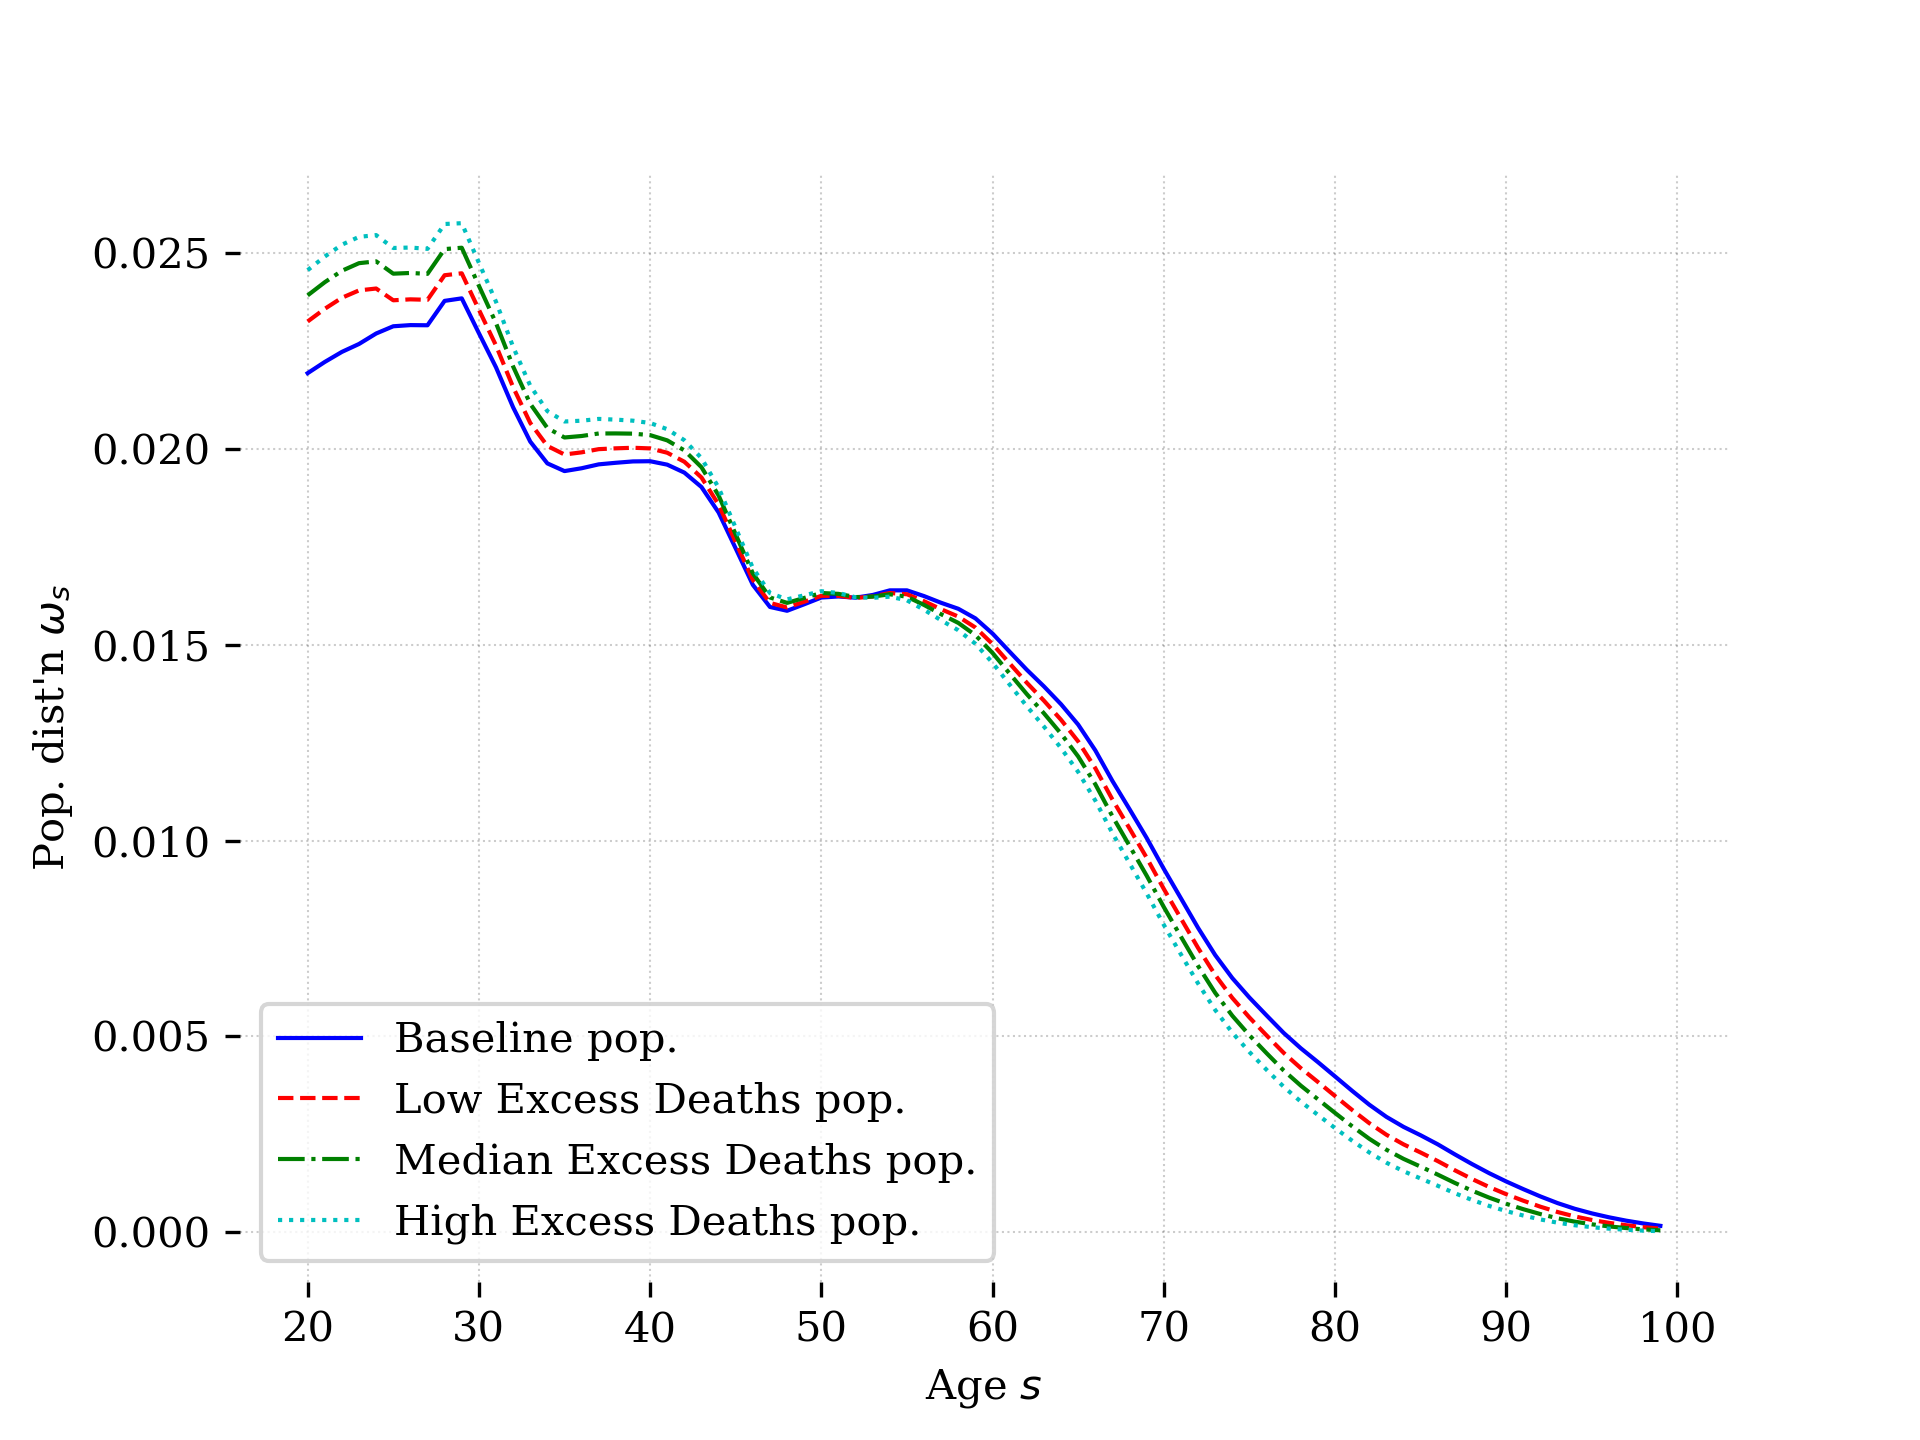 0.025
0.020
0.015
0.010
0.005
0.000
Pop. dist'n ωₛ
Baseline pop.
Low Excess Deaths pop.
Median Excess Deaths pop.
High Excess Deaths pop.
20 30 40 50 60 70 80 90 100
Age s